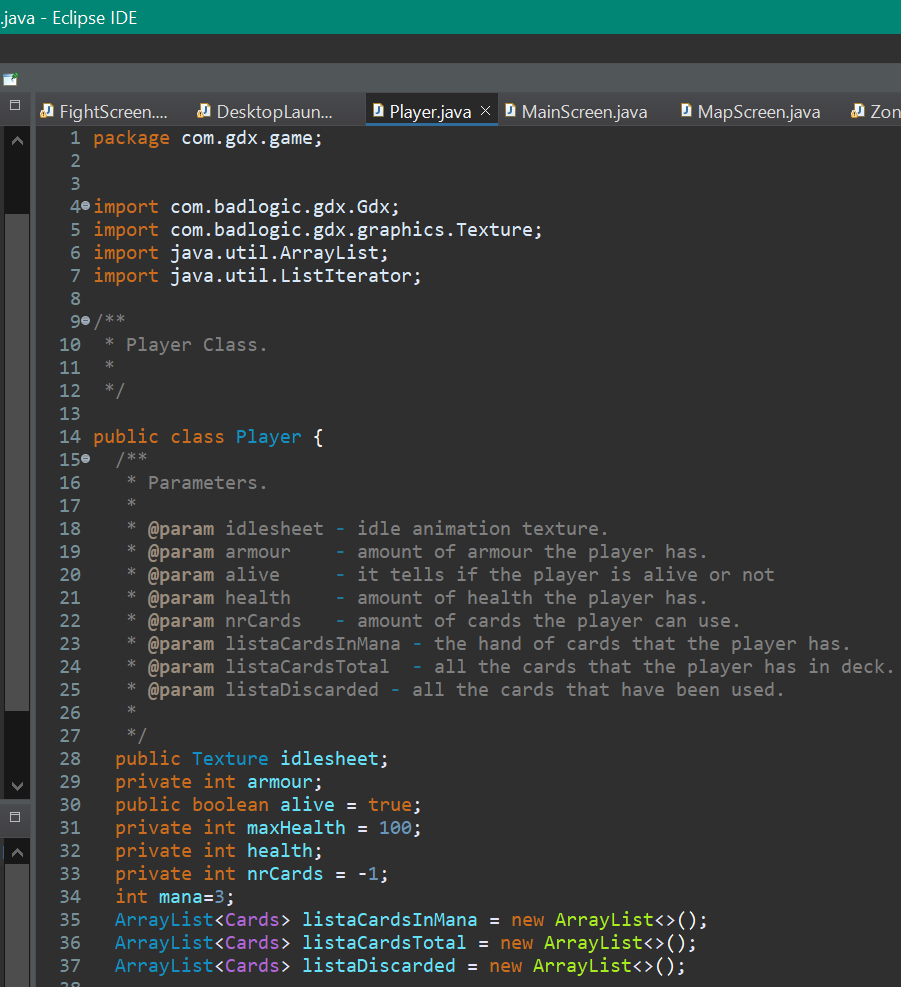 .java - Eclipse IDE
FightScreen.... DesktopLaun... Player.java MainScreen.java MapScreen.java Zon
1 package com.gdx.game;
2
3
4 import com.badlogic.gdx.Gdx;
5 import com.badlogic.gdx.graphics.Texture;
6 import java.util.ArrayList;
7 import java.util.ListIterator;
8
9 /**
10 * Player Class.
11 *
12 */
13
14 public class Player {
15 /**
16 * Parameters.
17 *
18 * @param idlesheet - idle animation texture.
19 * @param armour - amount of armour the player has.
20 * @param alive - it tells if the player is alive or not
21 * @param health - amount of health the player has.
22 * @param nrCards - amount of cards the player can use.
23 * @param listaCardsInMana - the hand of cards that the player has.
24 * @param listaCardsTotal - all the cards that the player has in deck.
25 * @param listaDiscarded - all the cards that have been used.
26 *
27 */
28 public Texture idlesheet;
29 private int armour;
30 public boolean alive = true;
31 private int maxHealth = 100;
32 private int health;
33 private int nrCards = -1;
34 int mana=3;
35 ArrayList<Cards> listaCardsInMana = new ArrayList<>();
36 ArrayList<Cards> listaCardsTotal = new ArrayList<>();
37 ArrayList<Cards> listaDiscarded = new ArrayList<>();
38